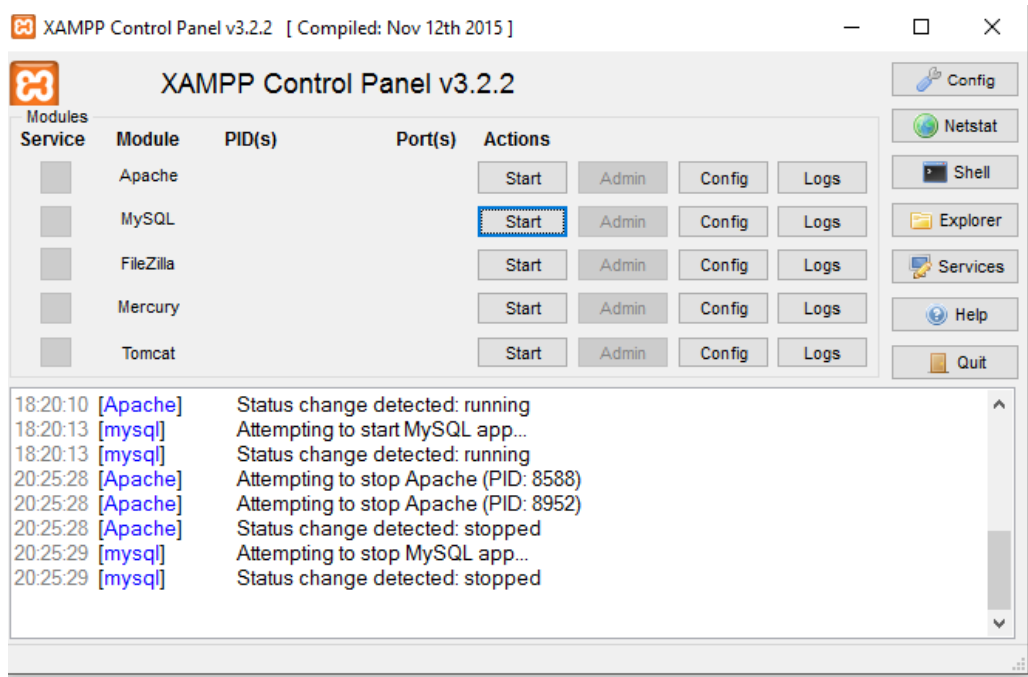 XAMPP Control Panel v3.2.2 [ Compiled: Nov 12th 2015 ]
XAMPP Control Panel v3.2.2
Config
Modules
Netstat
Service Module PID(s) Port(s) Actions
Apache Start Admin Config Logs
Shell
MySQL Start Admin Config Logs
Explorer
FileZilla Start Admin Config Logs
Services
Mercury Start Admin Config Logs
Help
Tomcat Start Admin Config Logs
Quit
18:20:10 [Apache] Status change detected: running
18:20:13 [mysql] Attempting to start MySQL app...
18:20:13 [mysql] Status change detected: running
20:25:28 [Apache] Attempting to stop Apache (PID: 8588)
20:25:28 [Apache] Attempting to stop Apache (PID: 8952)
20:25:28 [Apache] Status change detected: stopped
20:25:29 [mysql] Attempting to stop MySQL app...
20:25:29 [mysql] Status change detected: stopped